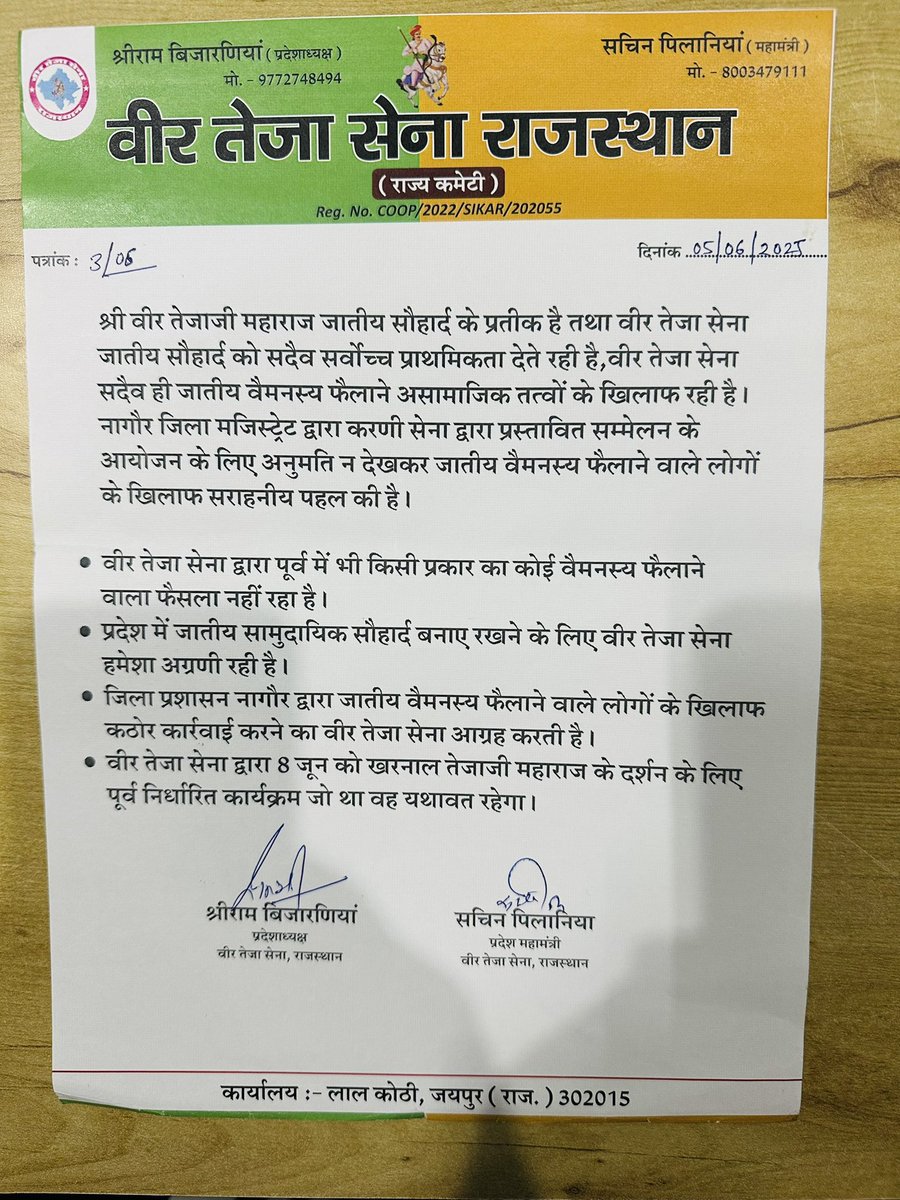 श्रीराम बिजारणियां ( प्रदेशाध्यक्ष )
मो. - 9772748494
सचिन पिलानियां ( महामंत्री )
मो. - 8003479111
वीर तेजा सेना
राजस्थान
वीर तेजा सेना राजस्थान
( राज्य कमेटी )
Reg. No. COOP/2022/SIKAR/202055
पत्रांक : 3/06
दिनांक 05/06/2025
श्री वीर तेजाजी महाराज जातीय सौहार्द के प्रतीक है तथा वीर तेजा सेना
जातीय सौहार्द को सदैव सर्वोच्च प्राथमिकता देते रही है,वीर तेजा सेना
सदैव ही जातीय वैमनस्य फैलाने असामाजिक तत्वों के खिलाफ रही है।
नागौर जिला मजिस्ट्रेट द्वारा करणी सेना द्वारा प्रस्तावित सम्मेलन के
आयोजन के लिए अनुमति न देखकर जातीय वैमनस्य फैलाने वाले लोगों
के खिलाफ सराहनीय पहल की है।
• वीर तेजा सेना द्वारा पूर्व में भी किसी प्रकार का कोई वैमनस्य फैलाने
वाला फैसला नहीं रहा है।
• प्रदेश में जातीय सामुदायिक सौहार्द बनाए रखने के लिए वीर तेजा सेना
हमेशा अग्रणी रही है।
• जिला प्रशासन नागौर द्वारा जातीय वैमनस्य फैलाने वाले लोगों के खिलाफ
कठोर कार्रवाई करने का वीर तेजा सेना आग्रह करती है।
• वीर तेजा सेना द्वारा 8 जून को खरनाल तेजाजी महाराज के दर्शन के लिए
पूर्व निर्धारित कार्यक्रम जो था वह यथावत रहेगा।
श्रीराम बिजारणियां
प्रदेशाध्यक्ष
वीर तेजा सेना, राजस्थान
सचिन पिलानिया
प्रदेश महामंत्री
वीर तेजा सेना, राजस्थान
कार्यालय :- लाल कोठी, जयपुर ( राज. ) 302015